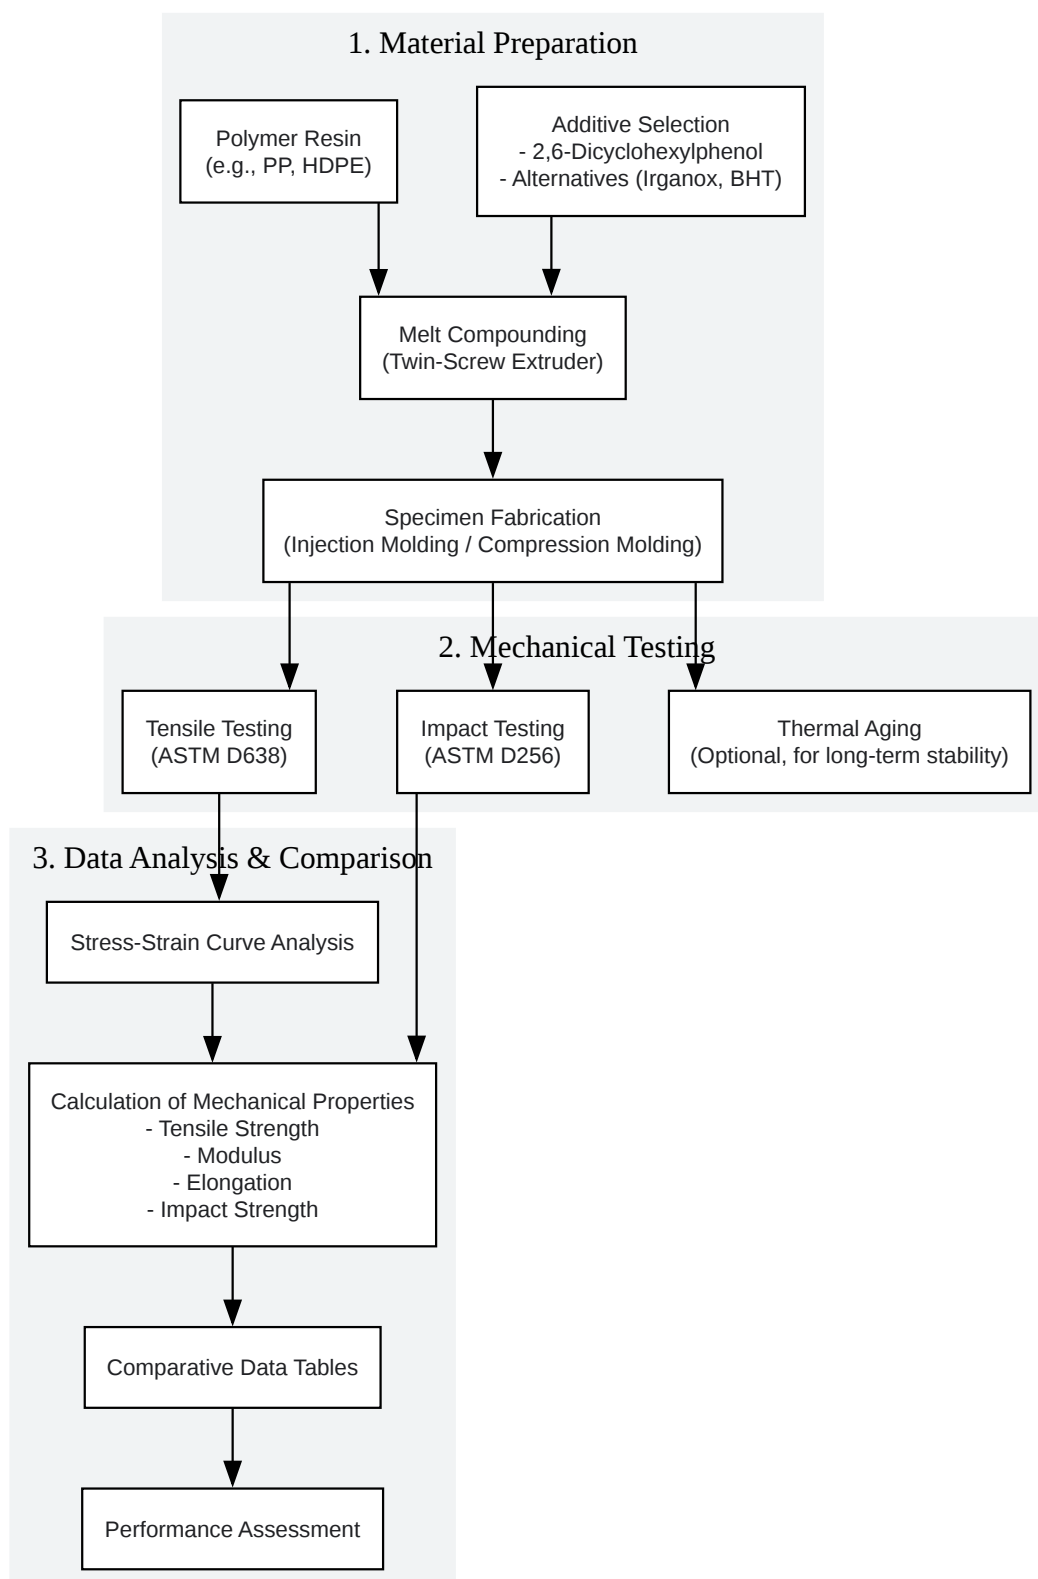 1. Material Preparation
Polymer Resin
(e.g., PP, HDPE)
Additive Selection
- 2,6-Dicyclohexylphenol
- Alternatives (Irganox, BHT)
Melt Compounding
(Twin-Screw Extruder)
Specimen Fabrication
(Injection Molding / Compression Molding)
2. Mechanical Testing
Tensile Testing
(ASTM D638)
Impact Testing
(ASTM D256)
Thermal Aging
(Optional, for long-term stability)
3. Data Analysis & Comparison
Stress-Strain Curve Analysis
Calculation of Mechanical Properties
- Tensile Strength
- Modulus
- Elongation
- Impact Strength
Comparative Data Tables
Performance Assessment